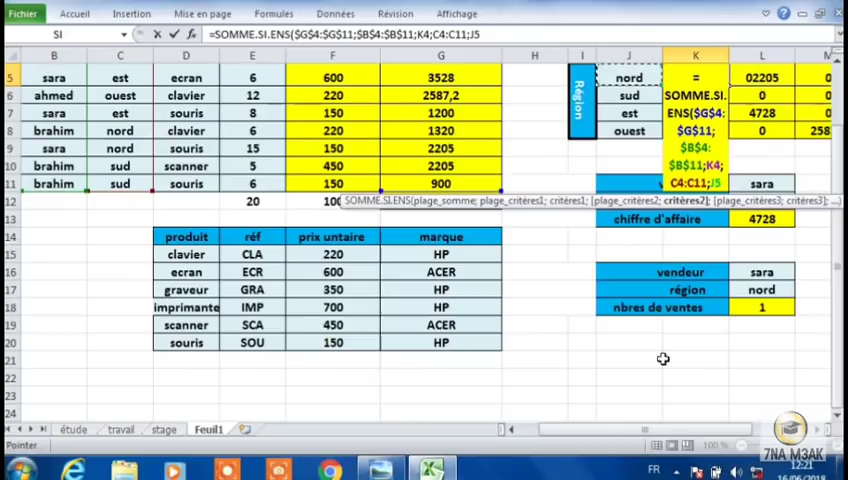 Fichier Accueil Insertion Mise en page Formules Données Révision Affichage
SI =SOMME.SI.ENS($G$4:$G$11;$B$4:$B$11;K4;C4:C11;J5
B C D E F G H I J K L M
5 sara est ecran 6 600 3528 nord = 02205 0
6 ahmed ouest clavier 12 220 2587,2 sud SOMME.SI. 0 0
7 sara est souris 8 150 1200 est ENS($G$4: 4728 0
8 brahim nord clavier 6 220 1320 ouest $G$11; 0 258
Région
9 sara nord souris 15 150 2205 $B$4:
10 brahim sud scanner 5 450 2205 $B$11;K4;
11 brahim sud souris 6 150 900 v C4:C11;J5 sara
12 20 100 SOMME.SI.ENS(plage_somme; plage_critères1; critères1; [plage_critères2; critères2]; [plage_critères3; critères3]; ...)
13 chiffre d'affaire 4728
14 produit réf prix untaire marque
15 clavier CLA 220 HP
16 ecran ECR 600 ACER vendeur sara
17 graveur GRA 350 HP région nord
18 imprimante IMP 700 HP nbres de ventes 1
19 scanner SCA 450 ACER
20 souris SOU 150 HP
21
22
23
24
étude travail stage Feuil1
Pointer 100 %
7NA M3AK
FR 12:21
16/06/2018